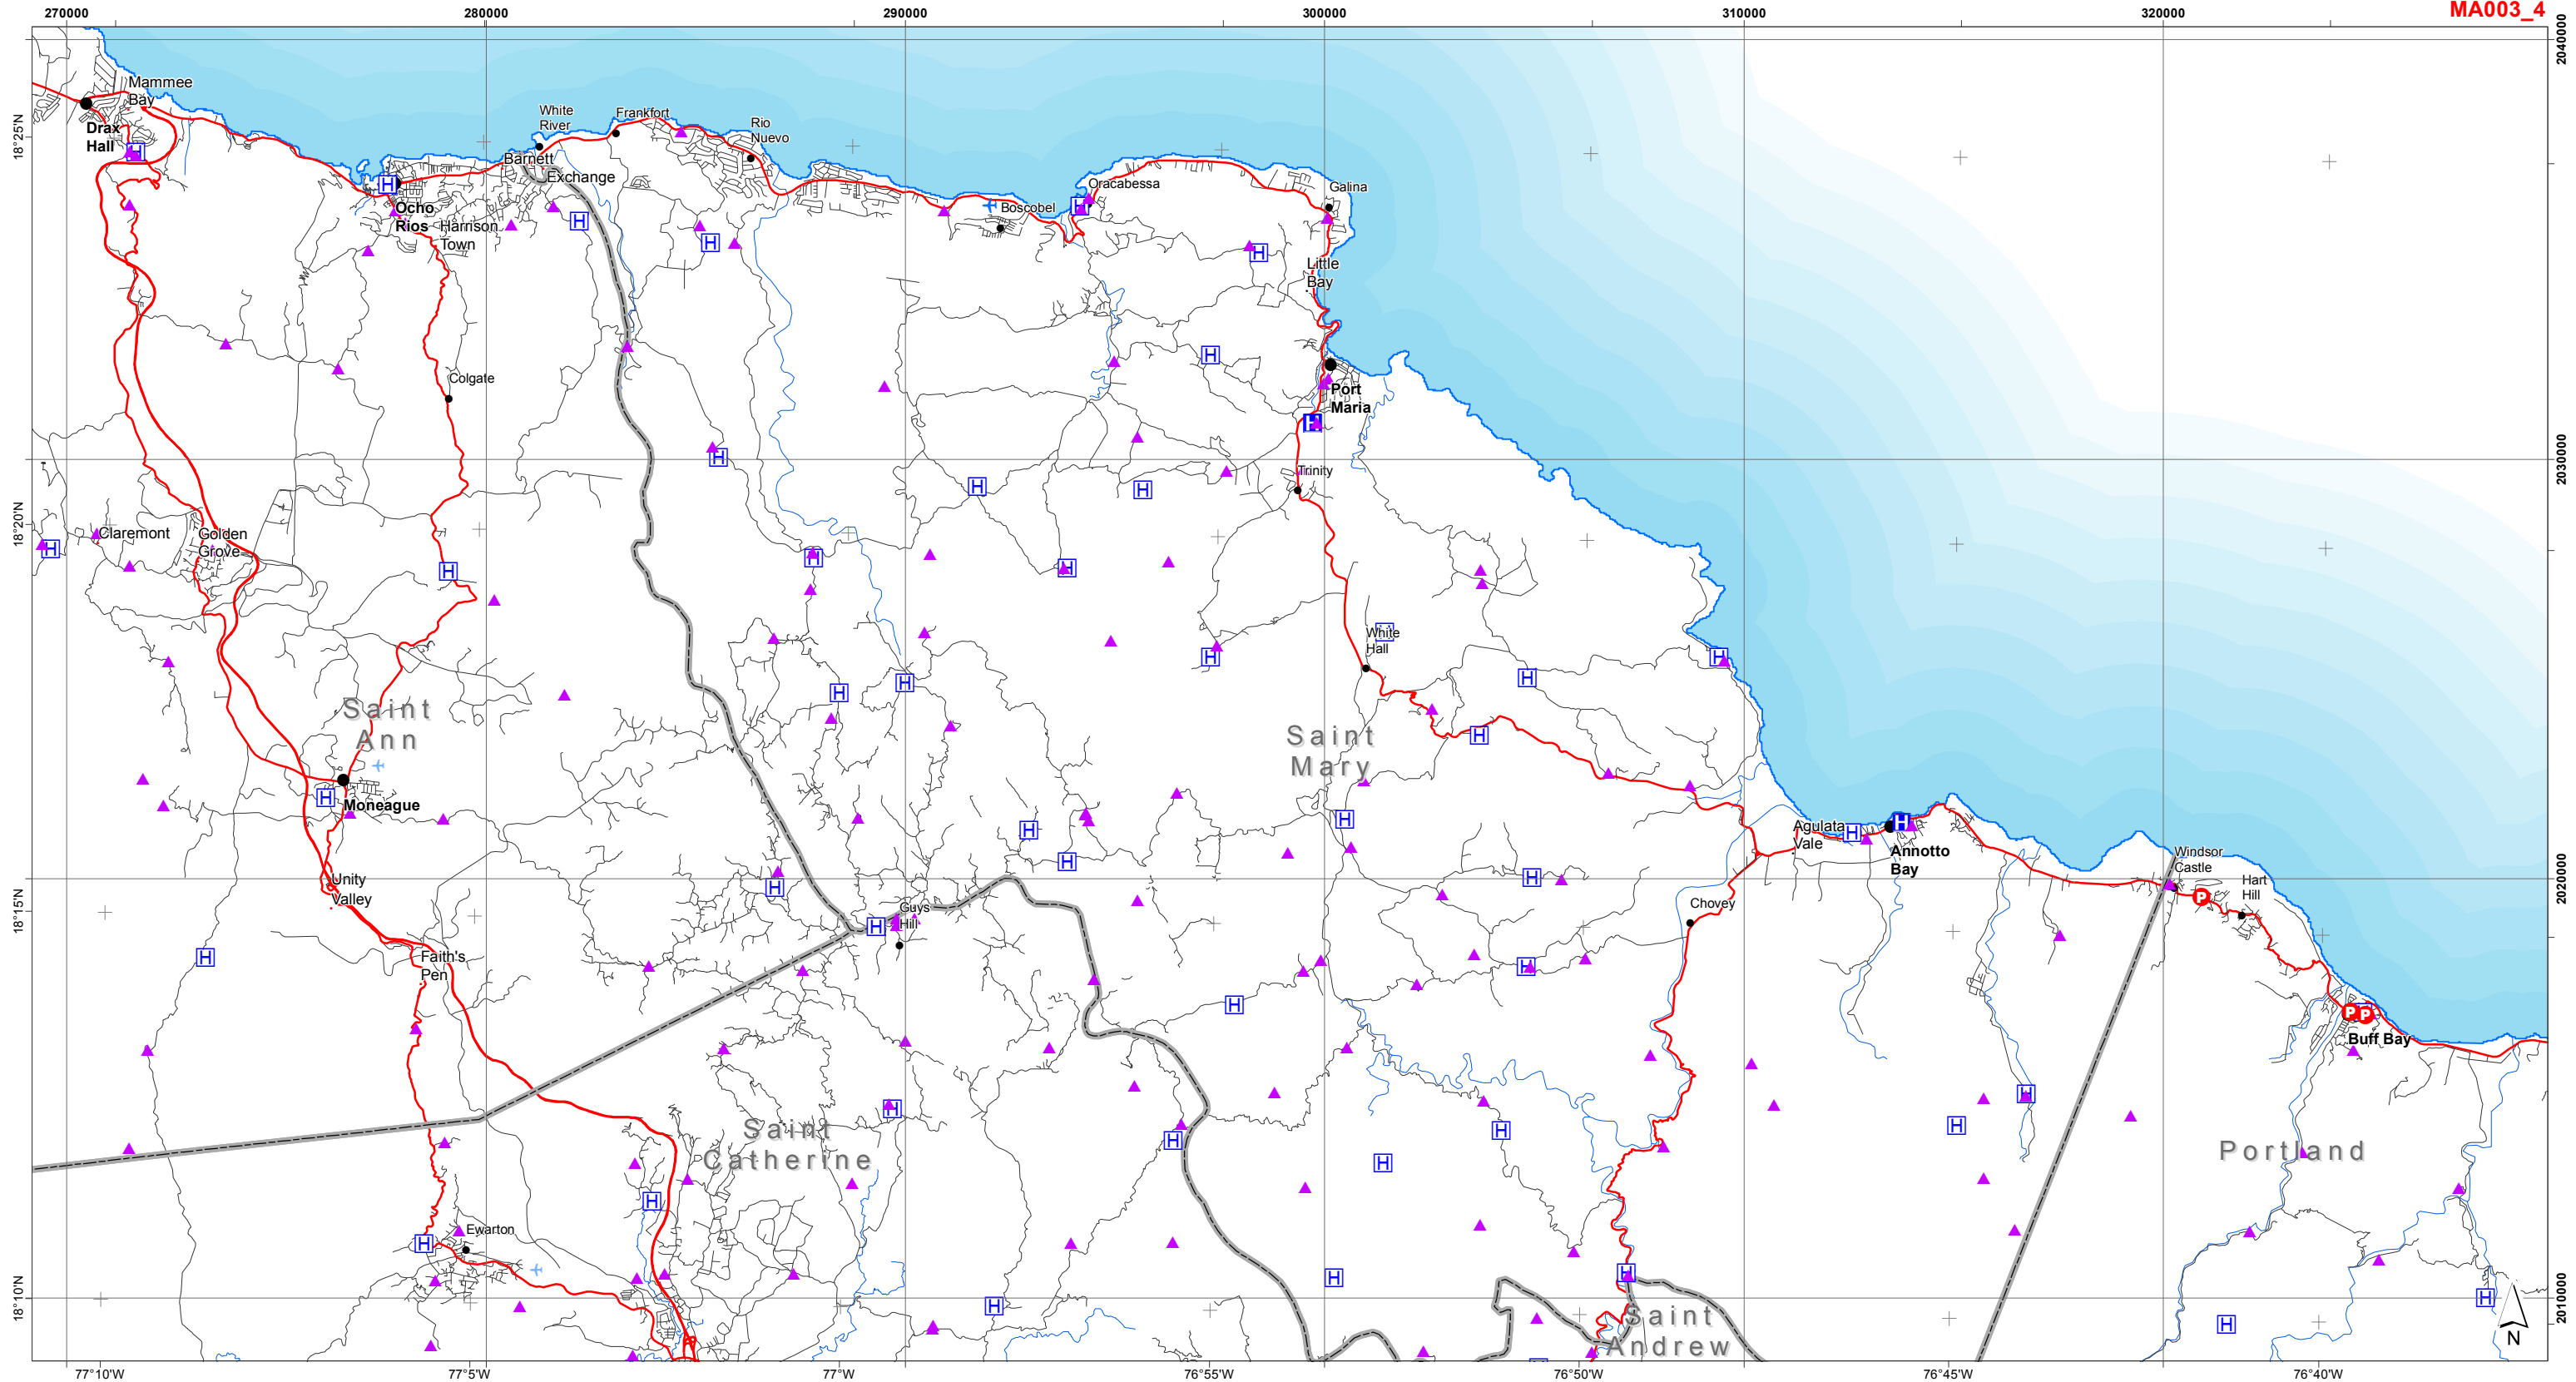 270000
280000
290000
300000
310000
320000
MA003_4
2040000
Mammee
Bay
Drax
Hall
White
River
Frankfort
Rio
Nuevo
18°25'N
Barnett
Exchange
H
H
Ocho
Rios
Harrison
Town
H
H
Oracabessa
H
Boscobel
Galina
H
Little
Bay
H
Colgate
Port
Maria
H
H
2030000
Trinity
H
H
18°20'N
Claremont
Golden
Grove
H
H
H
H
White
Hall
H
H
H
H
H
H
H
Saint
Ann
Saint
Mary
H
H
Moneague
H
H
H
Agulata
Vale
H
H
Annotto
Bay
Windsor
Castle
2020000
Unity
Valley
H
H
Hart
Hill
P
18°15'N
Guys
Hill
H
Chovey
H
Faith's
Pen
H
H
P
P
Buff Bay
H
H
H
H
H
H
Saint
Catherine
Portland
H
Ewarton
H
H
H
H
H
2010000
18°10'N
H
Saint
Andrew
N
77°10'W
77°5'W
77°W
76°55'W
76°50'W
76°45'W
76°40'W